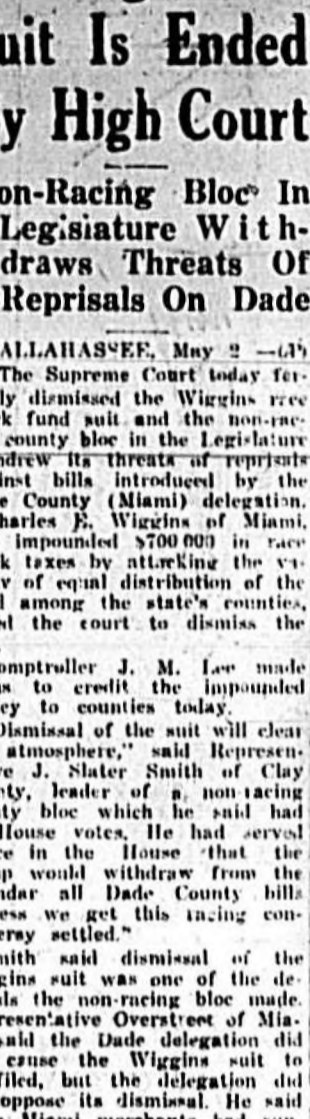 uit Is Ended
y High Court
on-Racing Bloc In
Legislature With-
draws Threats Of
Reprisals On Dade
ALLAHASSEE, May 2 —
The Supreme Court today for-
ly dismissed the Wiggins race
k fund suit and the non-rac-
county bloc in the Legislature
hdrew its threats of reprisals
inst bills introduced by the
e County (Miami) delegation.
harles E. Wiggins of Miami,
impounded $700,000 in race
k taxes by attacking the va-
y of equal distribution of the
l among the state's counties,
the court to dismiss the
omptroller J. M. Lee made
s to credit the impounded
ey to counties today.
Dismissal of the suit will clear
atmosphere," said Represen-
e J. Slater Smith of Clay
nty, leader of a non-racing
ty bloc which he said had
House votes. He had served
ce in the House that the
p would withdraw from the
ndar all Dade County bills
ess we get this racing con-
ersy settled."
mith said dismissal of the
gins suit was one of the de-
ds the non-racing bloc made.
resentative Overstreet of Mia-
said the Dade delegation did
cause the Wiggins suit to
filed, but the delegation did
oppose its dismissal. He said
Miami merchants had